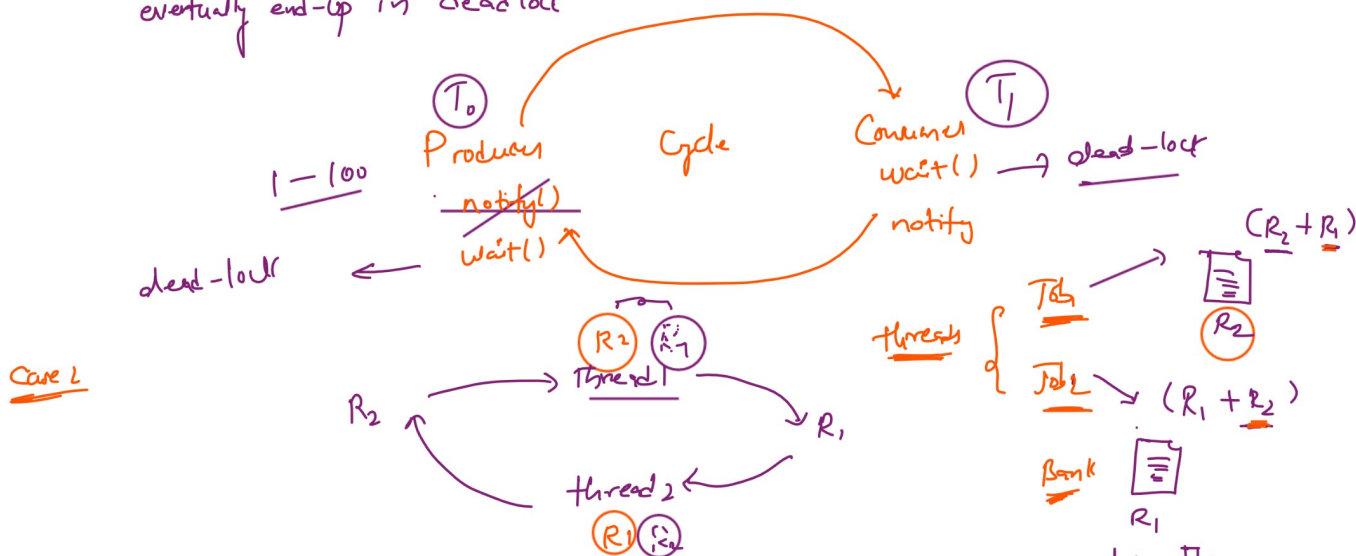 eventually end-up in dead lock
T0
T1
Producer
Cycle
Consumer
1 - 100
notify()
wait()
wait() → dead-lock
notify
dead-lock
(R2 + R1)
R2
threads
Job1
Job2
(R1 + R2)
Bank
R1
Case 2
R2
R1
Thread1
R2
R1
thread2
R1
R2